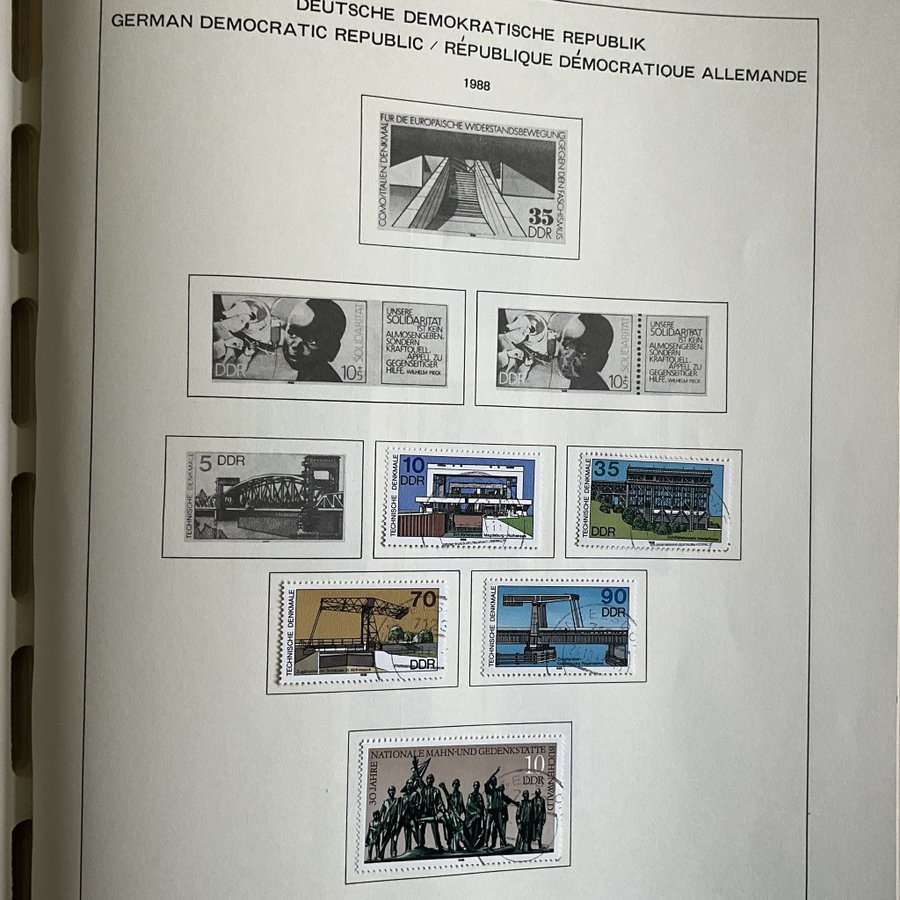 DEUTSCHE DEMOKRATISCHE REPUBLIK
GERMAN DEMOCRATIC REPUBLIC / RÉPUBLIQUE DÉMOCRATIQUE ALLEMANDE
1988
COMO/ITALIEN DENKMAL
FÜR DIE EUROPÄISCHE WIDERSTANDSBEWEGUNG
GEGEN DEN FASCHISMUS
35
DDR
DDR
10+5
SOLIDARITÄT
UNSERE
SOLIDARITÄT
IST KEIN
ALMOSENGEBEN,
SONDERN
KRAFTQUELL,
APPELL ZU
GEGENSEITIGER
HILFE. WILHELM PIECK
DDR
10+5
SOLIDARITÄT
UNSERE
SOLIDARITÄT
IST KEIN
ALMOSENGEBEN,
SONDERN
KRAFTQUELL,
APPELL ZU
GEGENSEITIGER
HILFE. WILHELM PIECK
5 DDR
TECHNISCHE DENKMALE
10
DDR
TECHNISCHE DENKMALE
Magdeburg-Rothensee
35
DDR
TECHNISCHE DENKMALE
70
DDR
TECHNISCHE DENKMALE
90
DDR
TECHNISCHE DENKMALE
30 JAHRE
NATIONALE MAHN-UND GEDENKSTÄTTE
BUCHENWALD
10
DDR